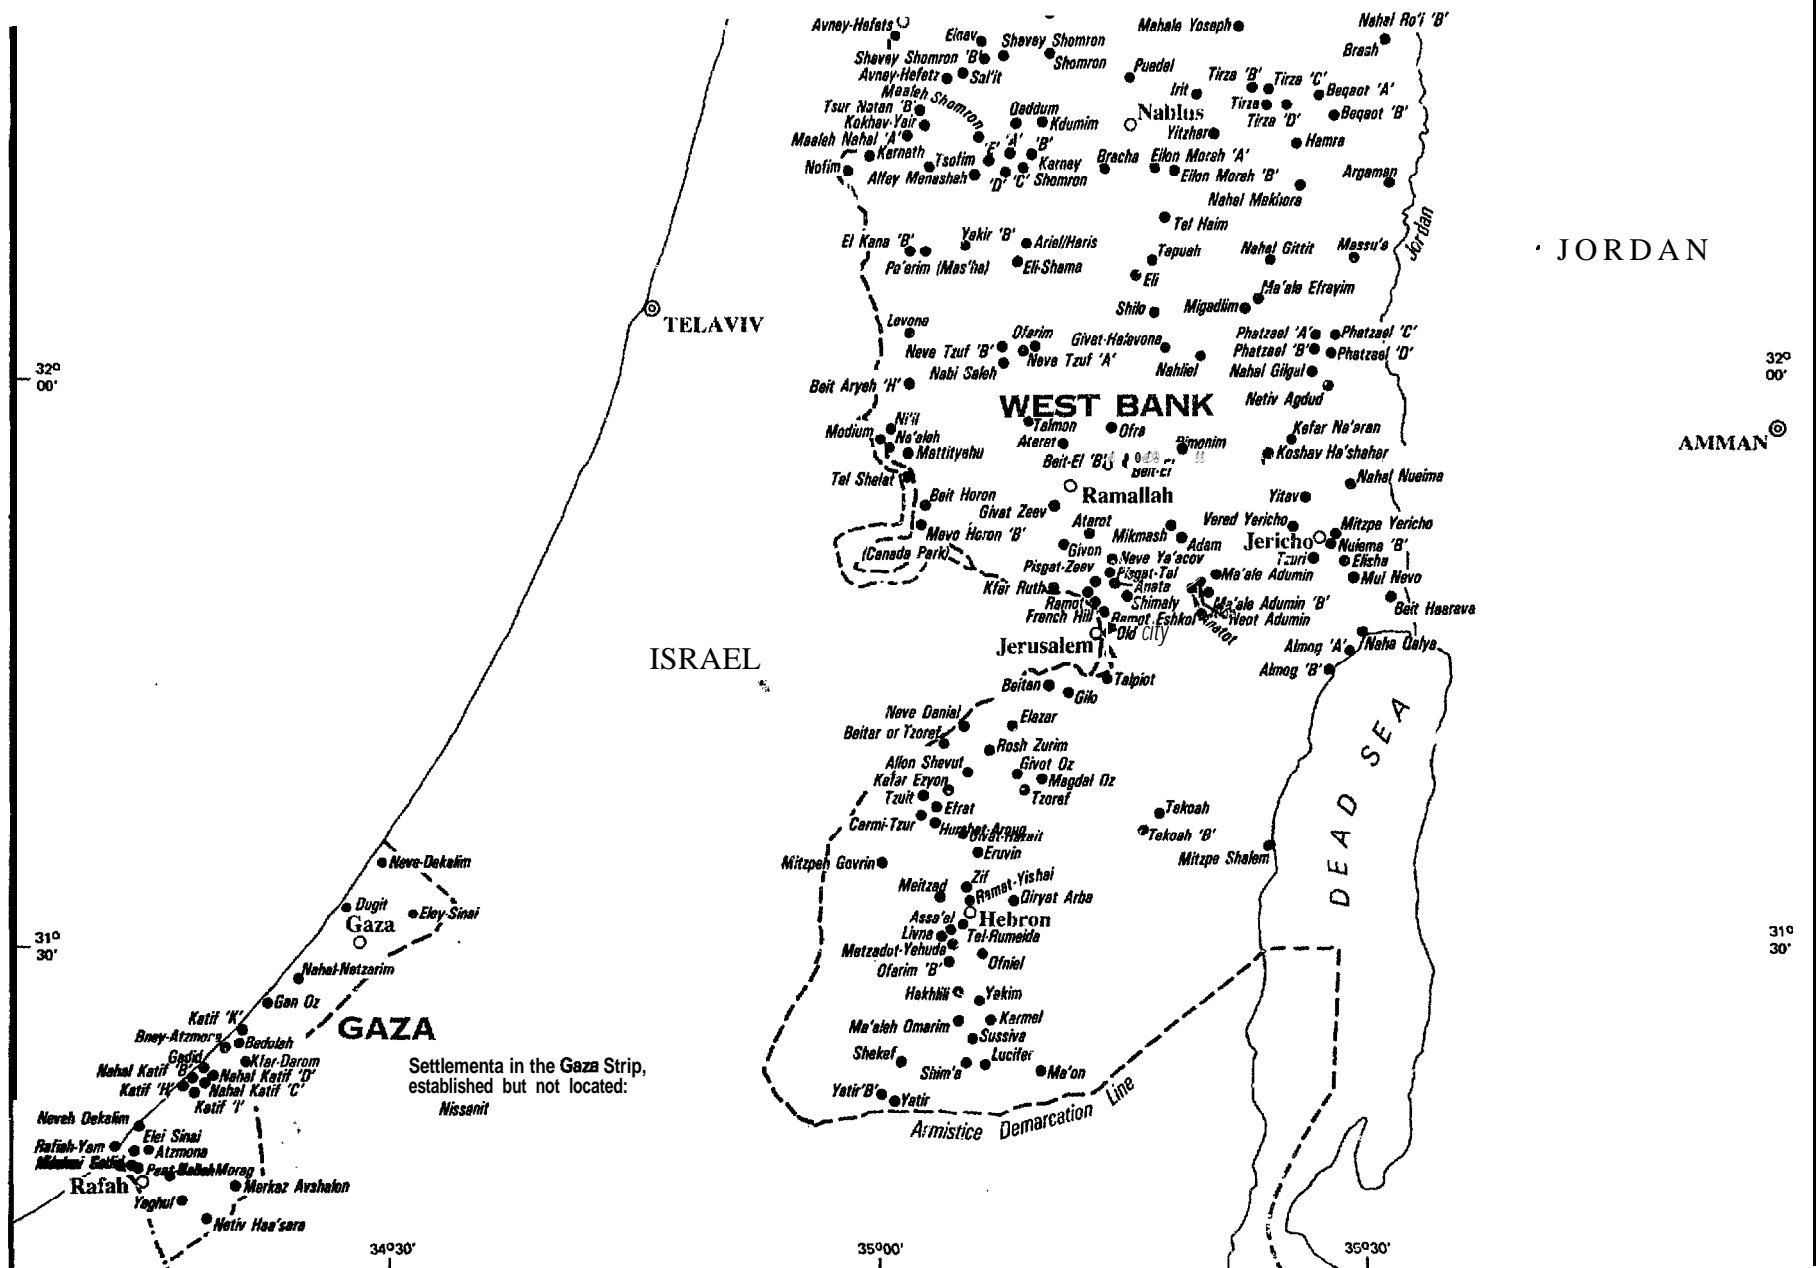 Avney-Hefets
Einav
Shavey Shomron
Mahale Yoseph
Nahal Ro'i 'B'
Brosh
Shavey Shomron 'B'
Shomron
Avney-Hefetz
Sal'it
Puedel
Irit
Tirza 'B'
Tirza 'C'
Beqaot 'A'
Maaleh Shomron
Tsur Natan 'B'
Qaddum
Tirza
Beqaot 'B'
Kokhav-Yair
Kdumim
Nablus
Tirza 'D'
Maaleh Nahal 'A'
Yitzhar
Hamra
Karnath
Tsofim
'E'
'A'
'B'
Karney
Shomron
Bracha
Eilon Moreh 'A'
Nofim
Alfey Menashah
'D'
'C'
Eilon Moreh 'B'
Argaman
Nahal Makhora
Tel Haim
Jordan
JORDAN
El Kana 'B'
Yakir 'B'
Ariel/Haris
Tapuah
Nahal Gittit
Massu'a
Pa'erim (Mas'ha)
Eli-Shama
Eli
Ma'ale Efrayim
Shilo
Migadlim
TELAVIV
Levona
Ofarim
Givat-Halavona
Phatzael 'A'
Phatzael 'C'
Neve Tzuf 'B'
Neve Tzuf 'A'
Phatzael 'B'
Phatzael 'D'
Nabi Saleh
Nahliel
Nahal Gilgul
32°
00'
32°
00'
Beit Aryeh 'H'
Netiv Agdud
WEST BANK
Ni'il
Talmon
Ofra
Kefar Na'aran
Modium
Na'aleh
Ateret
Rimonim
AMMAN
Mattityahu
Beit-El 'B'
Beit-El
Koshav Ha'shahar
Tel Shelat
Nahal Nueima
Beit Horon
Ramallah
Yitav
Givat Zeev
Mevo Horon 'B'
Atarot
Mikmash
Vered Yericho
Mitzpe Yericho
Adam
Jericho
Nuiema 'B'
(Canada Park)
Givon
Neve Ya'acov
Tzuri
Elisha
Pisgat-Zeev
Pisgat-Tal
Ma'ale Adumin
Mul Nevo
Kfar Ruth
Anata
Ramot
Shimaly
Ma'ale Adumin 'B'
Beit Haarava
French Hill
Ramot Eshkol
Neot Adumin
Anatot
Old city
Jerusalem
Almog 'A'
Naha Qalya
ISRAEL
Almog 'B'
Talpiot
Beitan
Gilo
Neve Danial
Elazar
Beitar or Tzoref
Rosh Zurim
Allon Shevut
Givot Oz
Kefar Ezyon
Magdal Oz
Tzuit
Tzoref
Efrat
Tekoah
Carmi-Tzur
Tekoah 'B'
Eruvin
Mitzpe Shalem
DEAD SEA
Mitzpeh Govrin
Neve-Dekalim
Zif
Meitzad
Ramat-Yishai
Qiryat Arba
Dugit
Eley-Sinai
Gaza
Assa'el
Hebron
Livne
Tel-Rumeida
31°
30'
31°
30'
Metzadot-Yehuda
Ofarim 'B'
Ofniel
Nahal-Netzarim
Hakhlili
Yakim
Gan Oz
Katif 'K'
GAZA
Ma'aleh Omarim
Karmel
Bney-Atzmora
Bedolah
Sussiva
Gadid
Kfar-Darom
Shekef
Lucifer
Nahal Katif 'B'
Nahal Katif 'D'
Shim'a
Ma'on
Katif 'H'
Nahal Katif 'C'
Katif 'I'
Settlementa in the Gaza Strip,
established but not located:
Nissanit
Yatir'B'
Yatir
Armistice Demarcation Line
Neveh Dekalim
Elei Sinai
Rafiah-Yam
Atzmona
Morag
Rafah
Merkaz Avshalon
Yaghul
Netiv Haa'sara
34°30'
35°00'
35°30'